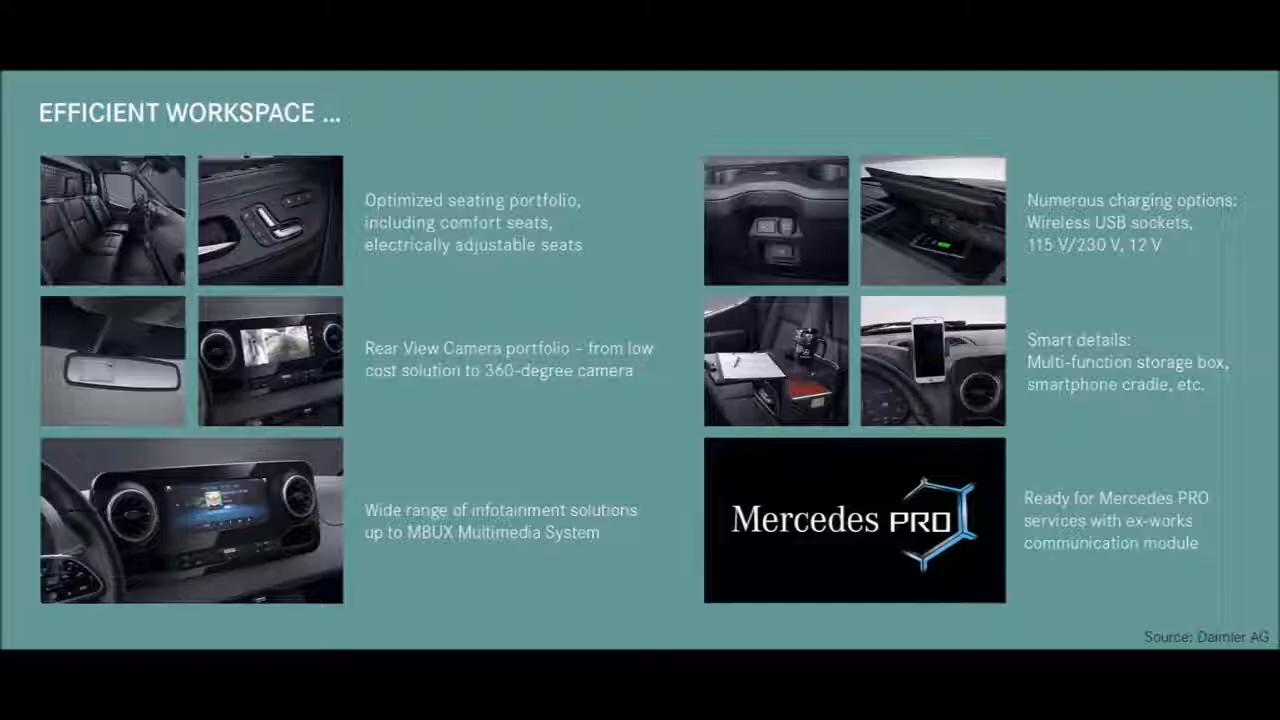 EFFICIENT WORKSPACE ...
Optimized seating portfolio,
including comfort seats,
electrically adjustable seats
Rear View Camera portfolio – from low
cost solution to 360-degree camera
Wide range of infotainment solutions
up to MBUX Multimedia System
Numerous charging options:
Wireless USB sockets,
115 V/230 V, 12 V
Smart details:
Multi-function storage box,
smartphone cradle, etc.
Mercedes PRO
Ready for Mercedes PRO
services with ex-works
communication module
Source: Daimler AG